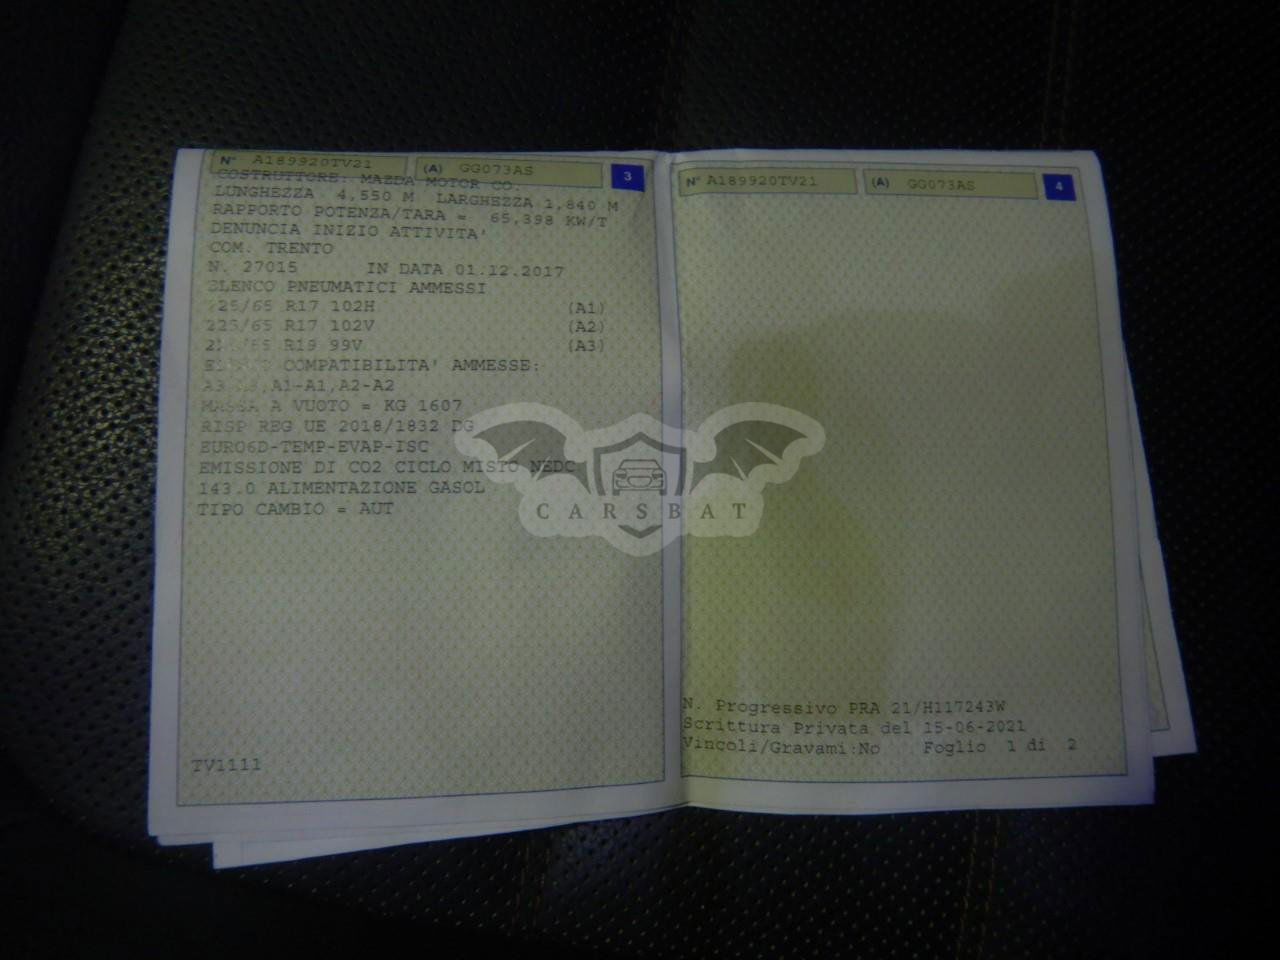 N° A189920TV21 (A) GG073AS 3
COSTRUTTORE: MAZDA MOTOR CO.
LUNGHEZZA 4,550 M LARGHEZZA 1,840 M
RAPPORTO POTENZA/TARA = 65,398 KW/T
DENUNCIA INIZIO ATTIVITA'
COM. TRENTO
N. 27015 IN DATA 01.12.2017
ELENCO PNEUMATICI AMMESSI
225/65 R17 102H (A1)
225/65 R17 102V (A2)
R19 99V (A3)
COMPATIBILITA' AMMESSE:
A1-A1,A2-A2
MASSA A VUOTO = KG 1607
RISP REG UE 2018/1832 DG
EURO6D-TEMP-EVAP-ISC
EMISSIONE DI CO2 CICLO MISTO NEDC
143.0 ALIMENTAZIONE GASOL
TIPO CAMBIO = AUT
TV1111
N° A189920TV21 (A) GG073AS 4
N. Progressivo PRA 21/H117243W
Scrittura Privata del 15-06-2021
Vincoli/Gravami:No Foglio 1 di 2
CARSBAT